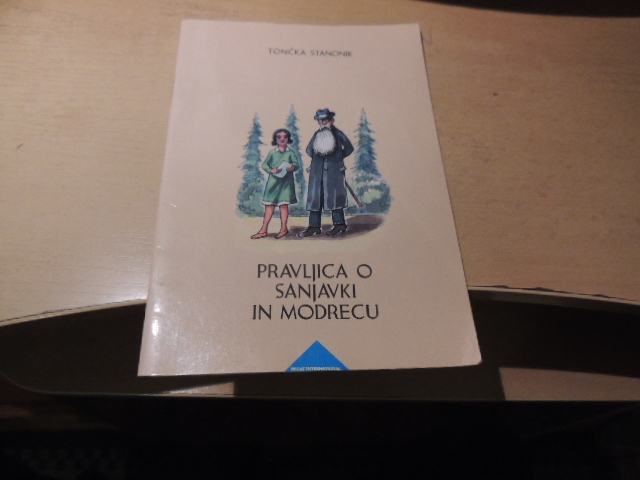 TONČKA STANONIK
PRAVLJICA O
SANJAVKI
IN MODRECU